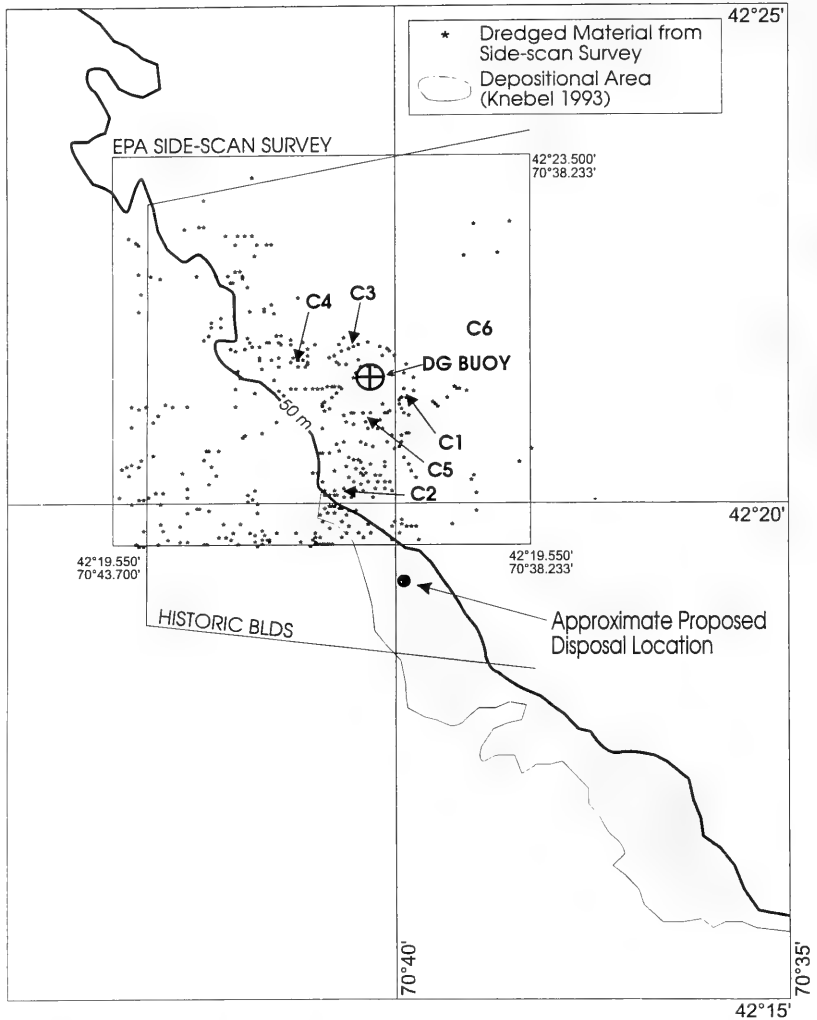 42°25'
* Dredged Material from
Side-scan Survey
Depositional Area
(Knebel 1993)
EPA SIDE-SCAN SURVEY
42°23.500'
70°38.233'
C4
C3
C6
DG BUOY
50 m
C1
C5
C2
42°20'
42°19.550'
70°43.700'
42°19.550'
70°38.233'
HISTORIC BLDS
Approximate Proposed
Disposal Location
70°40'
70°35'
42°15'